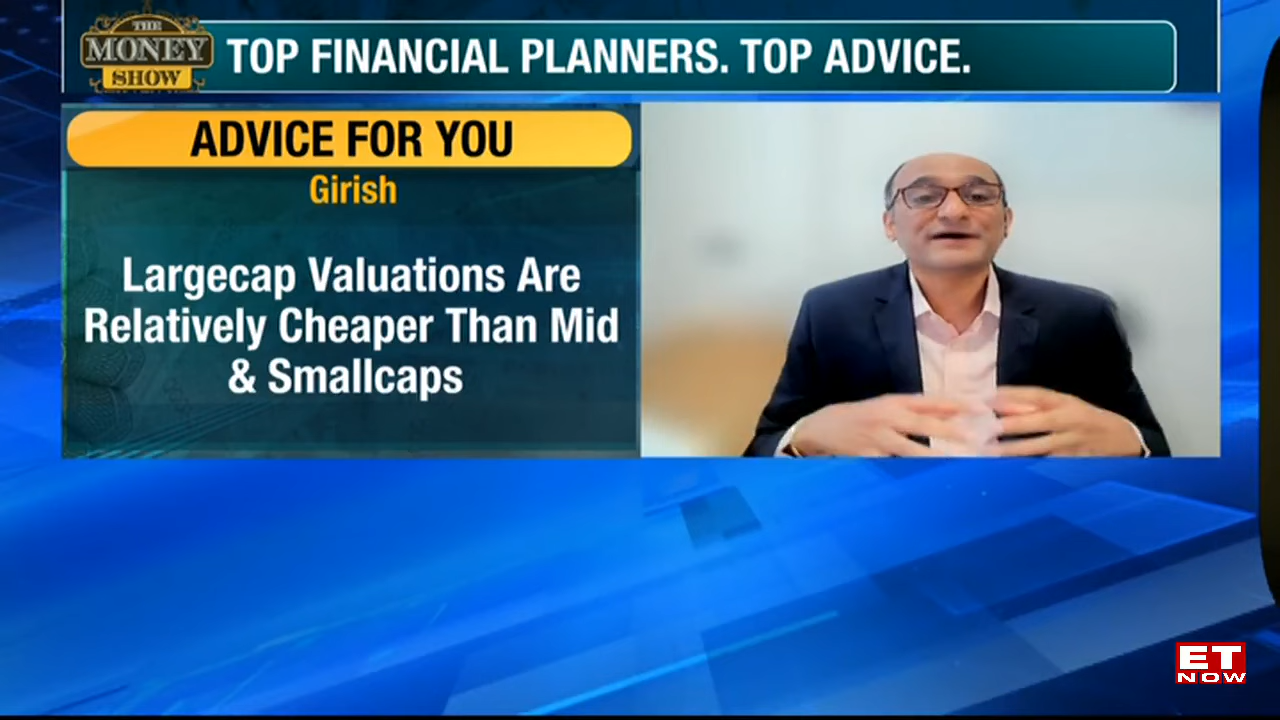 THE
MONEY
SHOW
TOP FINANCIAL PLANNERS. TOP ADVICE.
ADVICE FOR YOU
Girish
Largecap Valuations Are
Relatively Cheaper Than Mid
& Smallcaps
ET
NOW